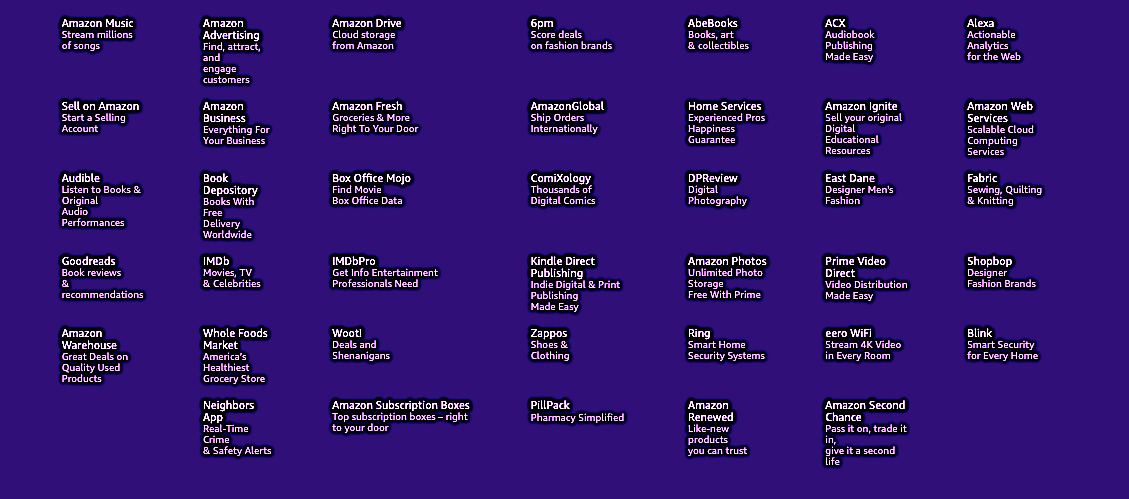 Amazon Music
Stream millions
of songs
Amazon
Advertising
Find, attract,
and
engage
customers
Amazon Drive
Cloud storage
from Amazon
6pm
Score deals
on fashion brands
AbeBooks
Books, art
& collectibles
ACX
Audiobook
Publishing
Made Easy
Alexa
Actionable
Analytics
for the Web
Sell on Amazon
Start a Selling
Account
Amazon
Business
Everything For
Your Business
Amazon Fresh
Groceries & More
Right To Your Door
AmazonGlobal
Ship Orders
Internationally
Home Services
Experienced Pros
Happiness
Guarantee
Amazon Ignite
Sell your original
Digital
Educational
Resources
Amazon Web
Services
Scalable Cloud
Computing
Services
Audible
Listen to Books &
Original
Audio
Performances
Book
Depository
Books With
Free
Delivery
Worldwide
Box Office Mojo
Find Movie
Box Office Data
ComiXology
Thousands of
Digital Comics
DPReview
Digital
Photography
East Dane
Designer Men's
Fashion
Fabric
Sewing, Quilting
& Knitting
Goodreads
Book reviews
&
recommendations
IMDb
Movies, TV
& Celebrities
IMDbPro
Get Info Entertainment
Professionals Need
Kindle Direct
Publishing
Indie Digital & Print
Publishing
Made Easy
Amazon Photos
Unlimited Photo
Storage
Free With Prime
Prime Video
Direct
Video Distribution
Made Easy
Shopbop
Designer
Fashion Brands
Amazon
Warehouse
Great Deals on
Quality Used
Products
Whole Foods
Market
America's
Healthiest
Grocery Store
Woot!
Deals and
Shenanigans
Zappos
Shoes &
Clothing
Ring
Smart Home
Security Systems
eero WiFi
Stream 4K Video
in Every Room
Blink
Smart Security
for Every Home
Neighbors
App
Real-Time
Crime
& Safety Alerts
Amazon Subscription Boxes
Top subscription boxes – right
to your door
PillPack
Pharmacy Simplified
Amazon
Renewed
Like-new
products
you can trust
Amazon Second
Chance
Pass it on, trade it
in,
give it a second
life